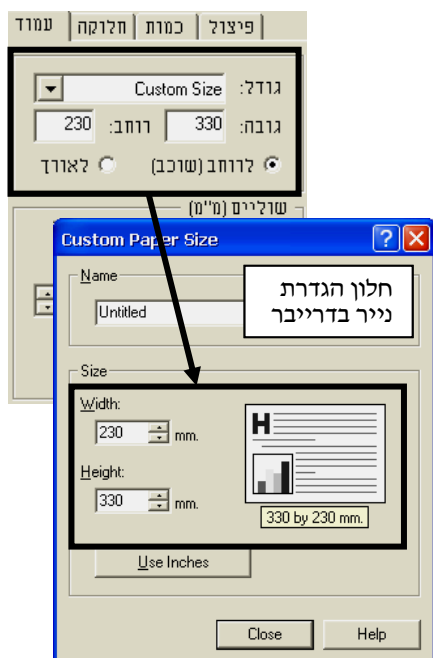 עמוד חלוקה כמות פיצול
גודל: Custom Size
גובה: 330 רוחב: 230
לרוחב (שוכב) לאורך
שוליים (מ"מ)
Custom Paper Size
Name
Untitled
חלון הגדרת
נייר בדרייבר
Size
Width:
230 mm.
H
Height:
330 mm.
330 by 230 mm.
Use Inches
Close Help